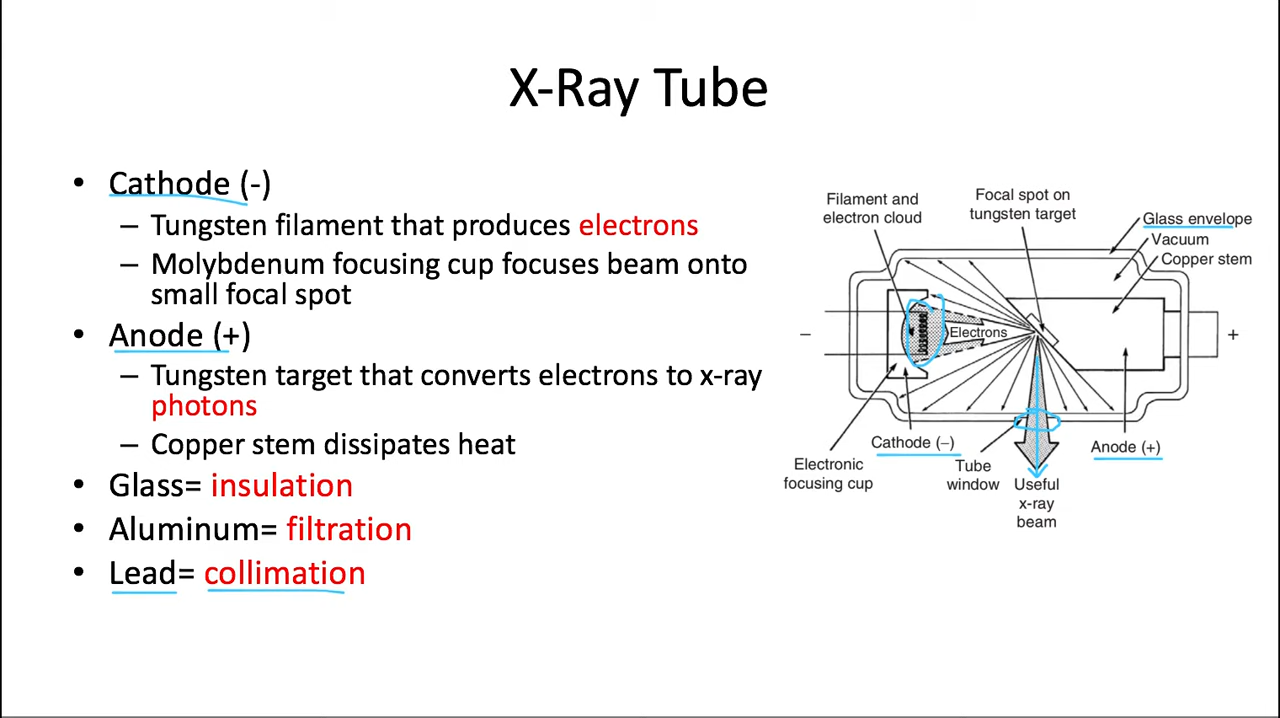 X-Ray Tube
• Cathode (-)
– Tungsten filament that produces electrons
– Molybdenum focusing cup focuses beam onto
small focal spot
• Anode (+)
– Tungsten target that converts electrons to x-ray
photons
– Copper stem dissipates heat
• Glass= insulation
• Aluminum= filtration
• Lead= collimation
Filament and
electron cloud
Focal spot on
tungsten target
Glass envelope
Vacuum
Copper stem
–
Electrons
+
Cathode (–)
Anode (+)
Electronic
focusing cup
Tube
window
Useful
x-ray
beam